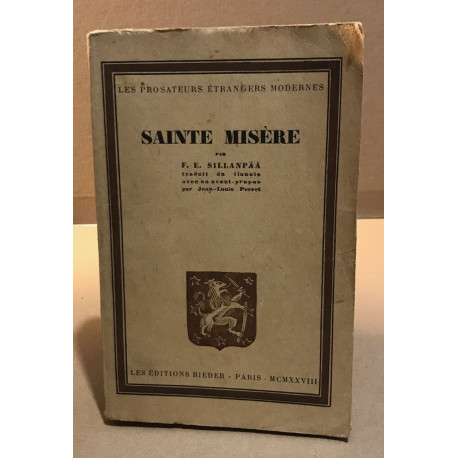 LES PROSATEURS ÉTRANGERS MODERNES
SAINTE MISÈRE
PAR
F. E. SILLANPÄÄ
traduit du finnois
avec un avant-propos
par Jean-Louis Perret
LES ÉDITIONS RIEDER - PARIS - MCMXXVIII